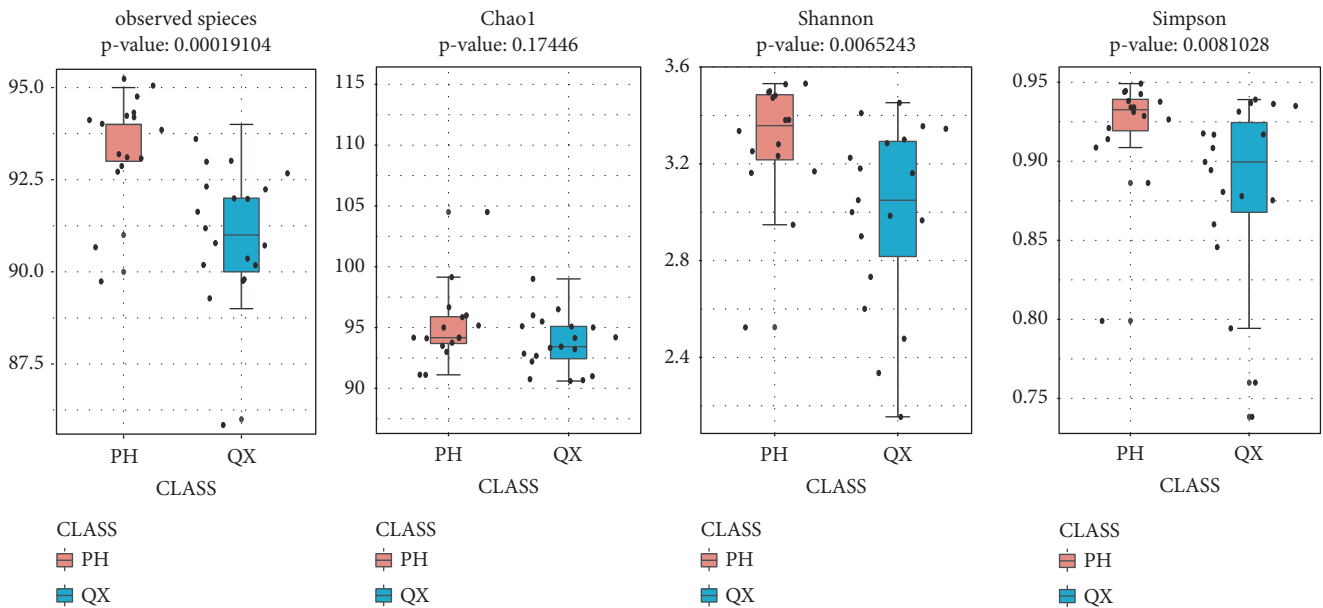 observed spieces
p-value: 0.00019104
95.0
92.5
90.0
87.5
PH
QX
CLASS
CLASS
PH
QX
Chao1
p-value: 0.17446
115
110
105
100
95
90
PH
QX
CLASS
CLASS
PH
QX
Shannon
p-value: 0.0065243
3.6
3.2
2.8
2.4
PH
QX
CLASS
CLASS
PH
QX
Simpson
p-value: 0.0081028
0.95
0.90
0.85
0.80
0.75
PH
QX
CLASS
CLASS
PH
QX